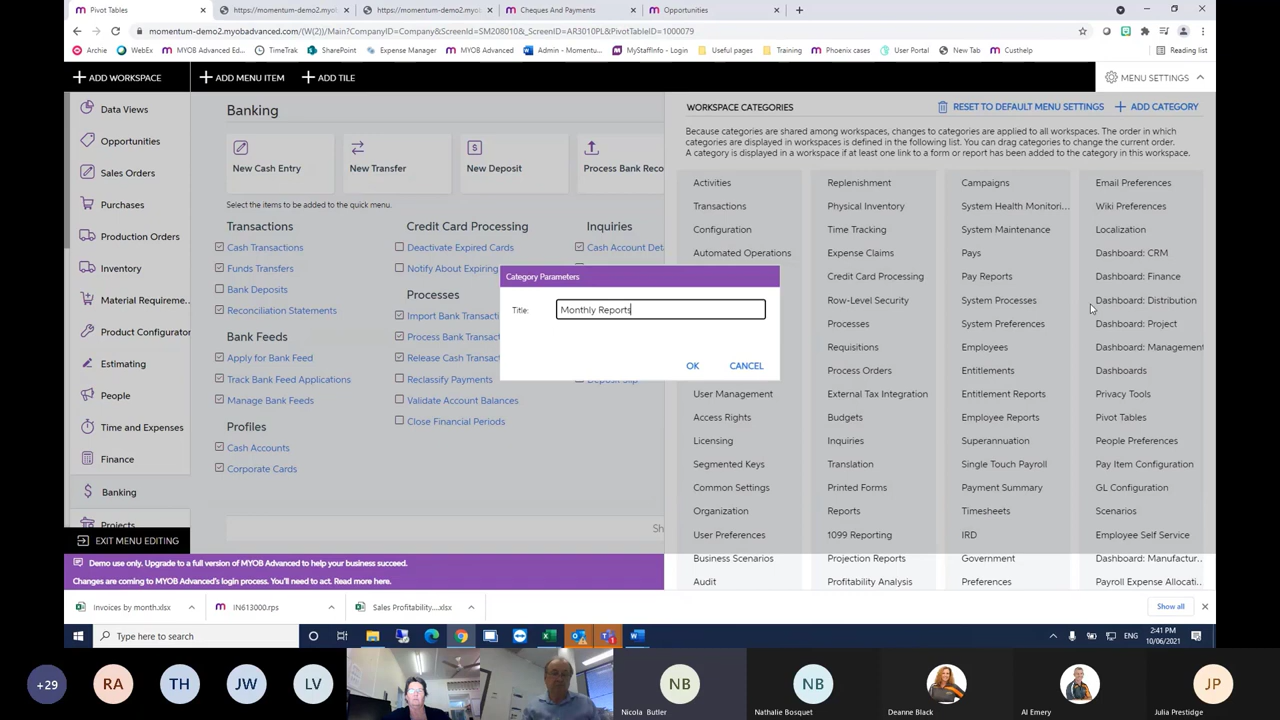 Pivot Tables
https://momentum-demo2.myobadvanced.
https://momentum-demo2.myobadvanced.
Cheques And Payments
Opportunities
momentum-demo2.myobadvanced.com/(W(2))/Main?CompanyID=Company&ScreenId=SM208010&_ScreenID=AR3010PL&PivotTableID=1000079
Archie
WebEx
MYOB Advanced Ed...
TimeTrak
SharePoint
Expense Manager
MYOB Advanced
Admin - Momentu...
MyStaffInfo - Ownli...
Useful pages
Training
Phoenix cases
User Portal
New Tab
Custhelp
Reading list
ADD WORKSPACE
ADD MENU ITEM
ADD TILE
MENU SETTINGS
Data Views
Opportunities
Sales Orders
Purchases
Production Orders
Inventory
Material Requireme...
Product Configurator
Estimating
People
Time and Expenses
Finance
Banking
Projects
EXIT MENU EDITING
Banking
New Cash Entry
New Transfer
New Deposit
Process Bank Reco
Select the items to be added to the quick menu.
Transactions
Cash Transactions
Funds Transfers
Bank Deposits
Reconciliation Statements
Bank Feeds
Apply for Bank Feed
Track Bank Feed Applications
Manage Bank Feeds
Profiles
Cash Accounts
Corporate Cards
Credit Card Processing
Deactivate Expired Cards
Notify About Expiring
Processes
Import Bank Transacti
Process Bank Transact
Release Cash Transact
Reclassify Payments
Validate Account Balances
Close Financial Periods
Inquiries
Cash Account Deta
Deposit Slip
Sh
Category Parameters
Title:
Monthly Reports
OK
CANCEL
WORKSPACE CATEGORIES
RESET TO DEFAULT MENU SETTINGS
ADD CATEGORY
Because categories are shared among workspaces, changes to categories are applied to all workspaces. The order in which
categories are displayed in workspaces is defined in the following list. You can drag categories to change the current order.
A category is displayed in a workspace if at least one link to a form or report has been added to the category in this workspace.
Activities
Transactions
Configuration
Automated Operations
User Management
Access Rights
Licensing
Segmented Keys
Common Settings
Organization
User Preferences
Business Scenarios
Audit
Replenishment
Physical Inventory
Time Tracking
Expense Claims
Credit Card Processing
Row-Level Security
Processes
Requisitions
Process Orders
External Tax Integration
Budgets
Inquiries
Translation
Printed Forms
Reports
1099 Reporting
Projection Reports
Profitability Analysis
Campaigns
System Health Monitori...
System Maintenance
Pays
Pay Reports
System Processes
System Preferences
Employees
Entitlements
Entitlement Reports
Employee Reports
Superannuation
Single Touch Payroll
Payment Summary
Timesheets
IRD
Government
Preferences
Email Preferences
Wiki Preferences
Localization
Dashboard: CRM
Dashboard: Finance
Dashboard: Distribution
Dashboard: Project
Dashboard: Management
Dashboards
Privacy Tools
Pivot Tables
People Preferences
Pay Item Configuration
GL Configuration
Scenarios
Employee Self Service
Dashboard: Manufactur...
Payroll Expense Allocati...
Demo use only. Upgrade to a full version of MYOB Advanced to help your business succeed.
Changes are coming to MYOB Advanced's login process. You'll need to act. Read more here.
Invoices by month.xlsx
IN613000.rps
Sales Profitability....xlsx
Show all
Type here to search
ENG
2:41 PM
10/06/2021
+29
RA
TH
JW
LV
NB
Nicola Butler
NB
Nathalie Bosquet
Deanne Black
Al Emery
JP
Julia Prestidge